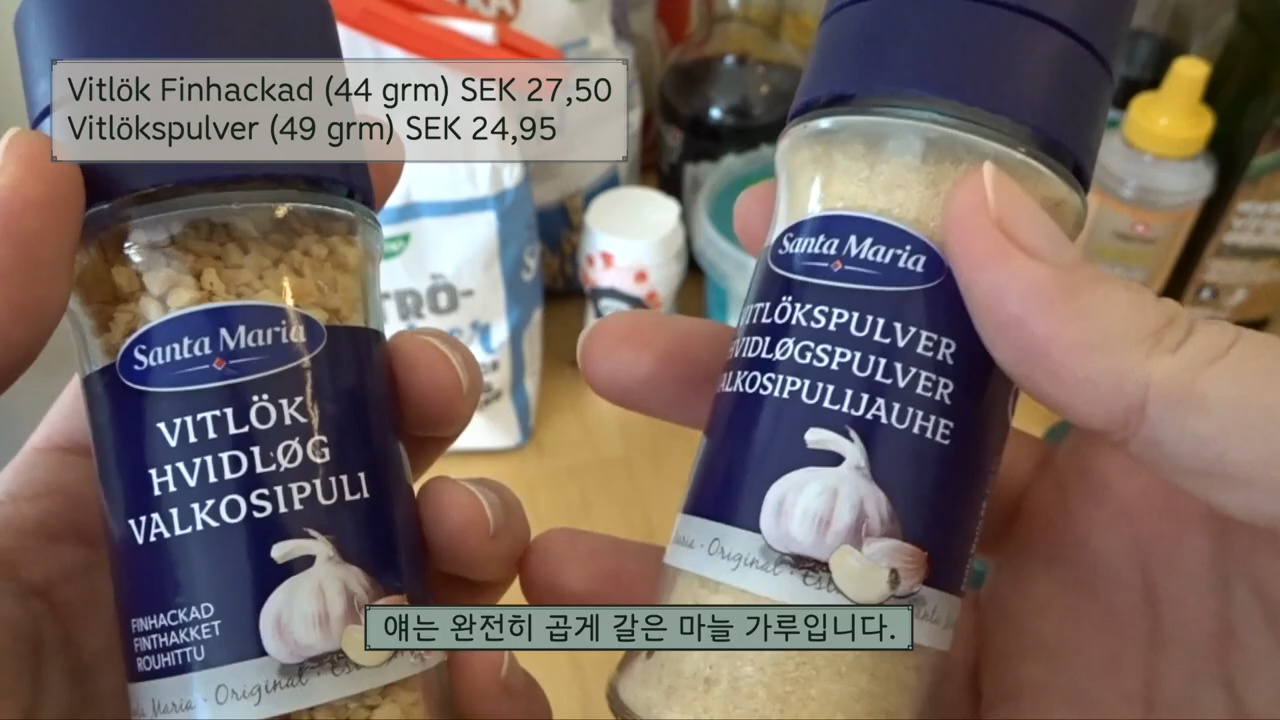 Vitlök Finhackad (44 grm) SEK 27,50
Vitlökspulver (49 grm) SEK 24,95
Santa Maria
VITLÖK
HVIDLØG
VALKOSIPULI
FINHACKAD
FINTHAKKET
ROUHITTU
Maria · Original ·
Santa Maria
VITLÖKSPULVER
HVIDLØGSPULVER
VALKOSIPULIJAUHE
Original ·
얘는 완전히 곱게 갈은 마늘 가루입니다.